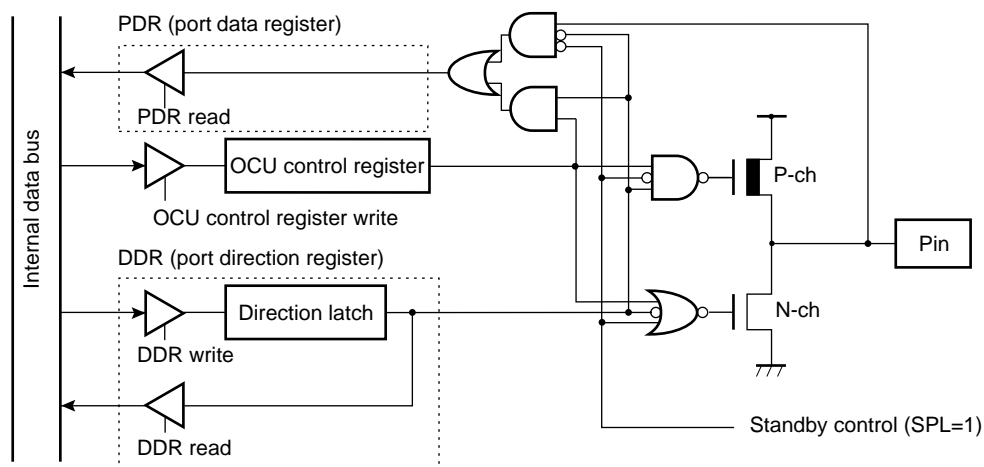 PDR (port data register)
PDR read
Internal data bus
OCU control register
OCU control register write
P-ch
Pin
DDR (port direction register)
Direction latch
N-ch
DDR write
Standby control (SPL=1)
DDR read